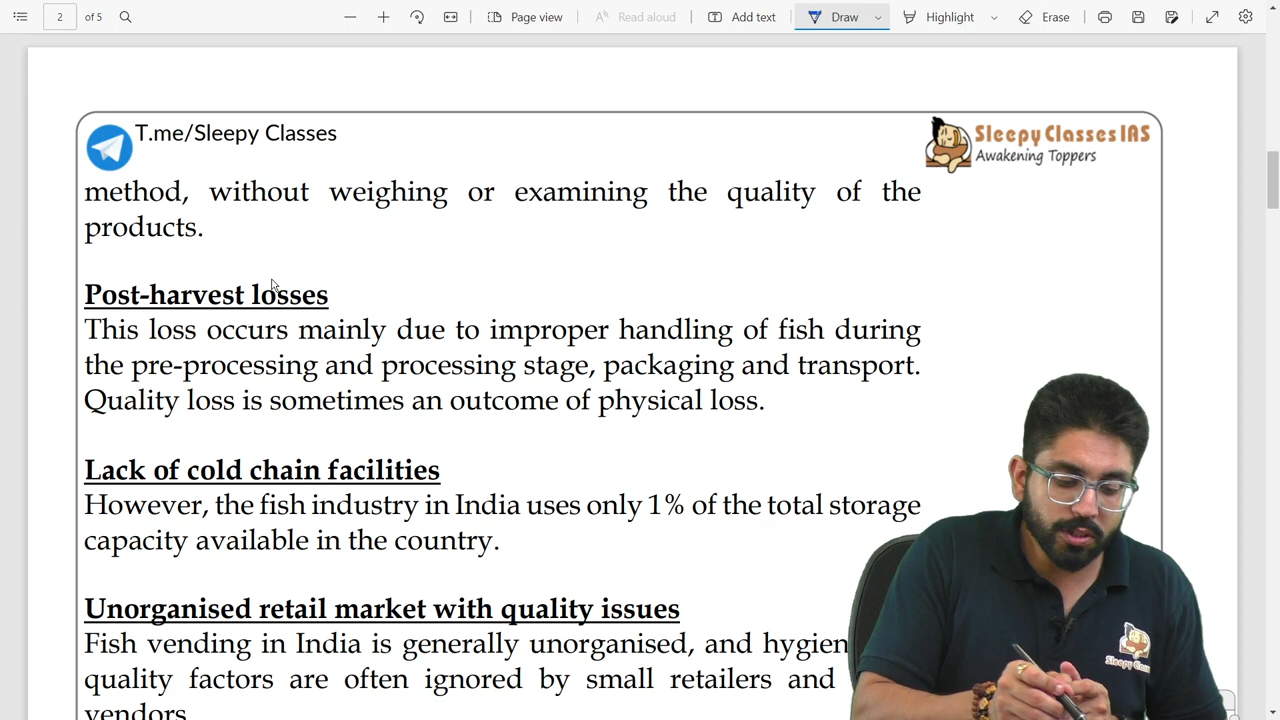 2 of 5 Page view Read aloud Add text Draw Highlight Erase
T.me/Sleepy Classes
Sleepy Classes IAS
Awakening Toppers
method, without weighing or examining the quality of the
products.
Post-harvest losses
This loss occurs mainly due to improper handling of fish during
the pre-processing and processing stage, packaging and transport.
Quality loss is sometimes an outcome of physical loss.
Lack of cold chain facilities
However, the fish industry in India uses only 1% of the total storage
capacity available in the country.
Unorganised retail market with quality issues
Fish vending in India is generally unorganised, and hygien
quality factors are often ignored by small retailers and
vendors
Sleepy Class